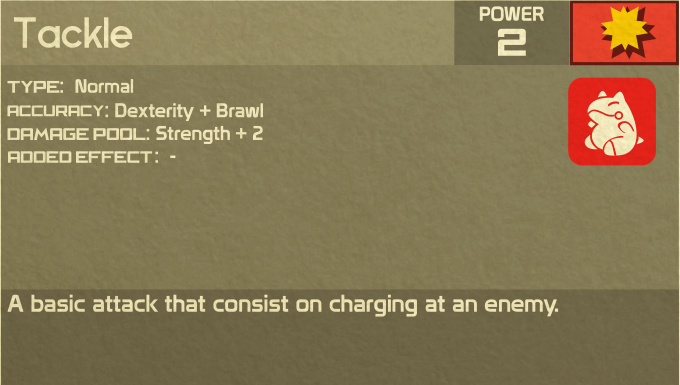 Tackle
POWER
2
TYPE: Normal
ACCURACY: Dexterity + Brawl
DAMAGE POOL: Strength + 2
ADDED EFFECT: -
A basic attack that consist on charging at an enemy.